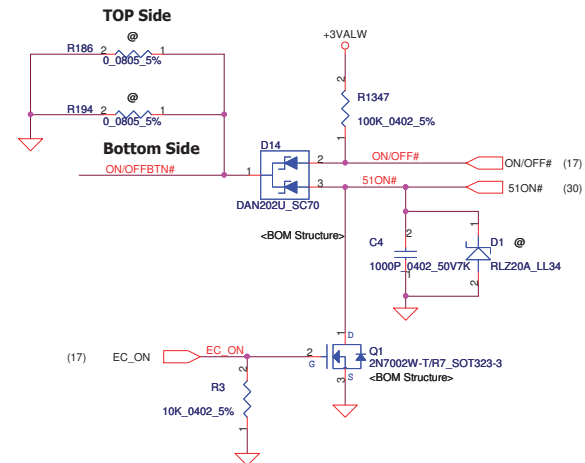 TOP Side
@
R186 2 1
0_0805_5%
@
R194 2 1
0_0805_5%
Bottom Side
ON/OFFBTN#
+3VALW
2
R1347
100K_0402_5%
1
D14
1
2
3
DAN202U_SC70
ON/OFF#
ON/OFF# (17)
51ON#
51ON# (30)
<BOM Structure>
2
C4
1000P_0402_50V7K
1
1
D1 @
RLZ20A_LL34
2
1 D
(17) EC_ON
EC_ON
2
G
Q1
2N7002W-T/R7_SOT323-3
<BOM Structure>
3 S
2
R3
10K_0402_5%
1